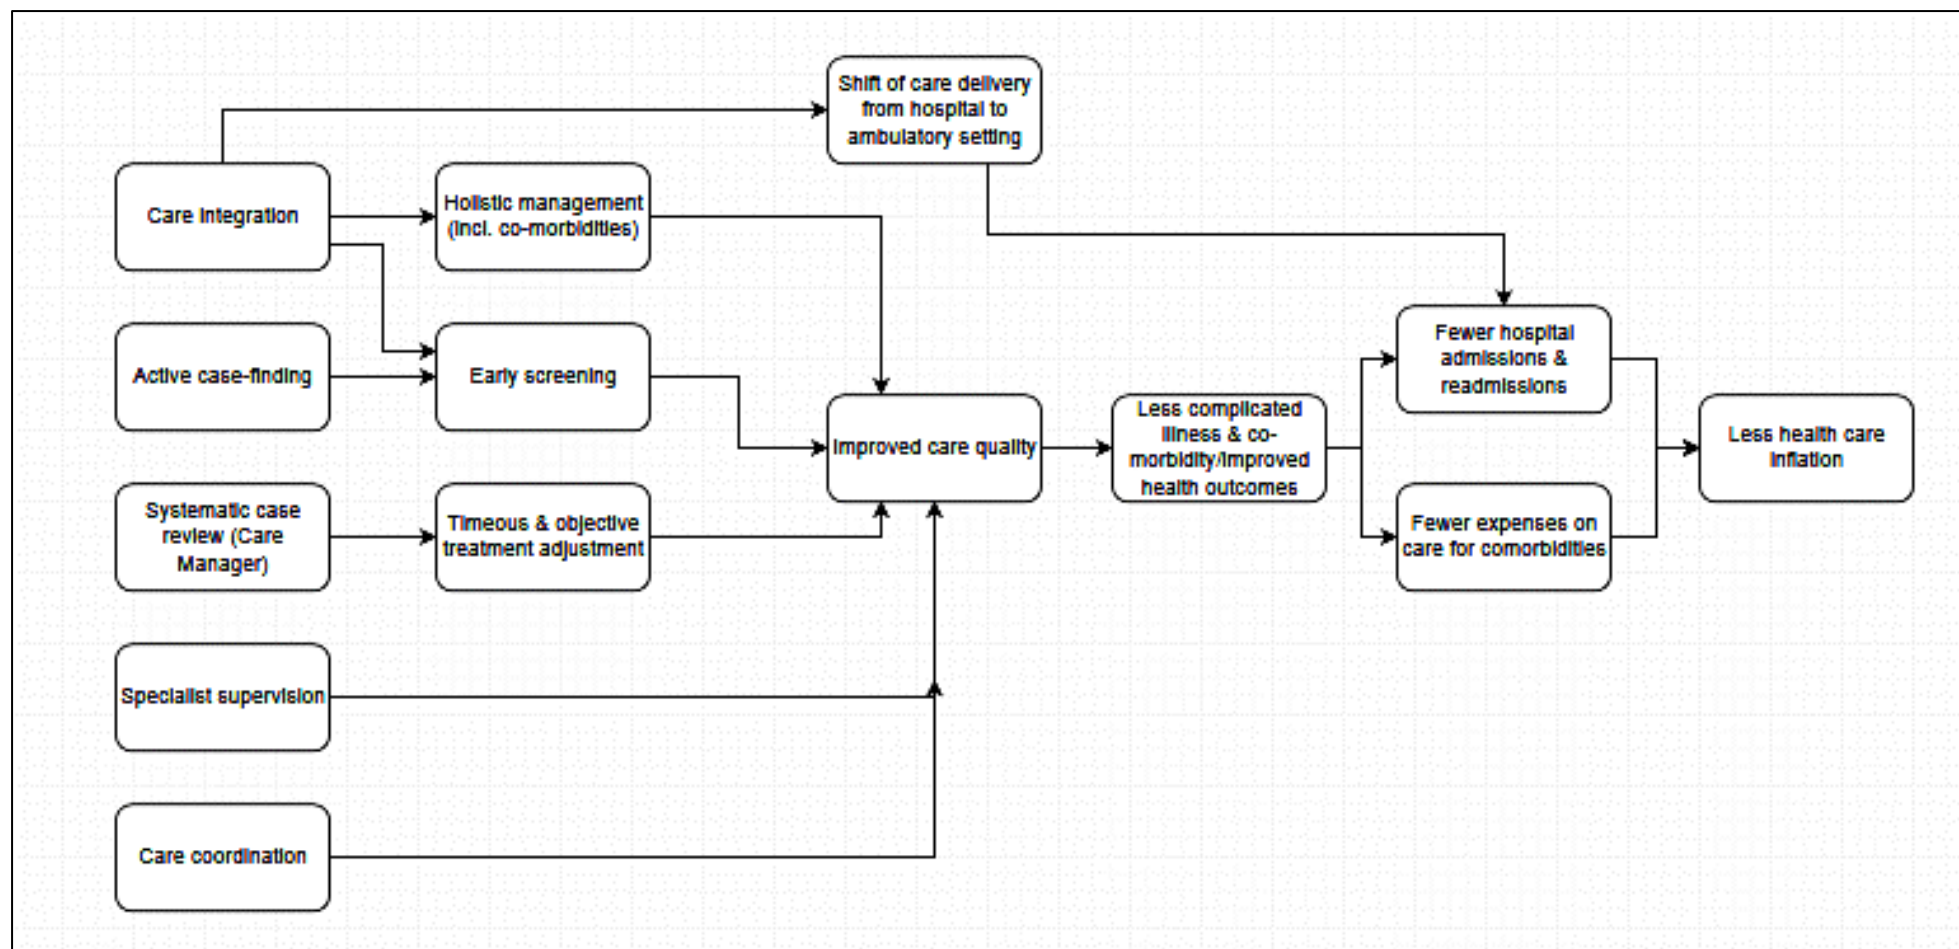 Shift of care delivery
from hospital to
ambulatory setting
Care Integration
Holistic management
(incl. co-morbidities)
Active case-finding
Early screening
Fewer hospital
admissions &
readmissions
Improved care quality
Less complicated
illness & co-
morbidity/improved
health outcomes
Less health care
inflation
Systematic case
review (Care
Manager)
Timeous & objective
treatment adjustment
Fewer expenses on
care for comorbidities
Specialist supervision
Care coordination